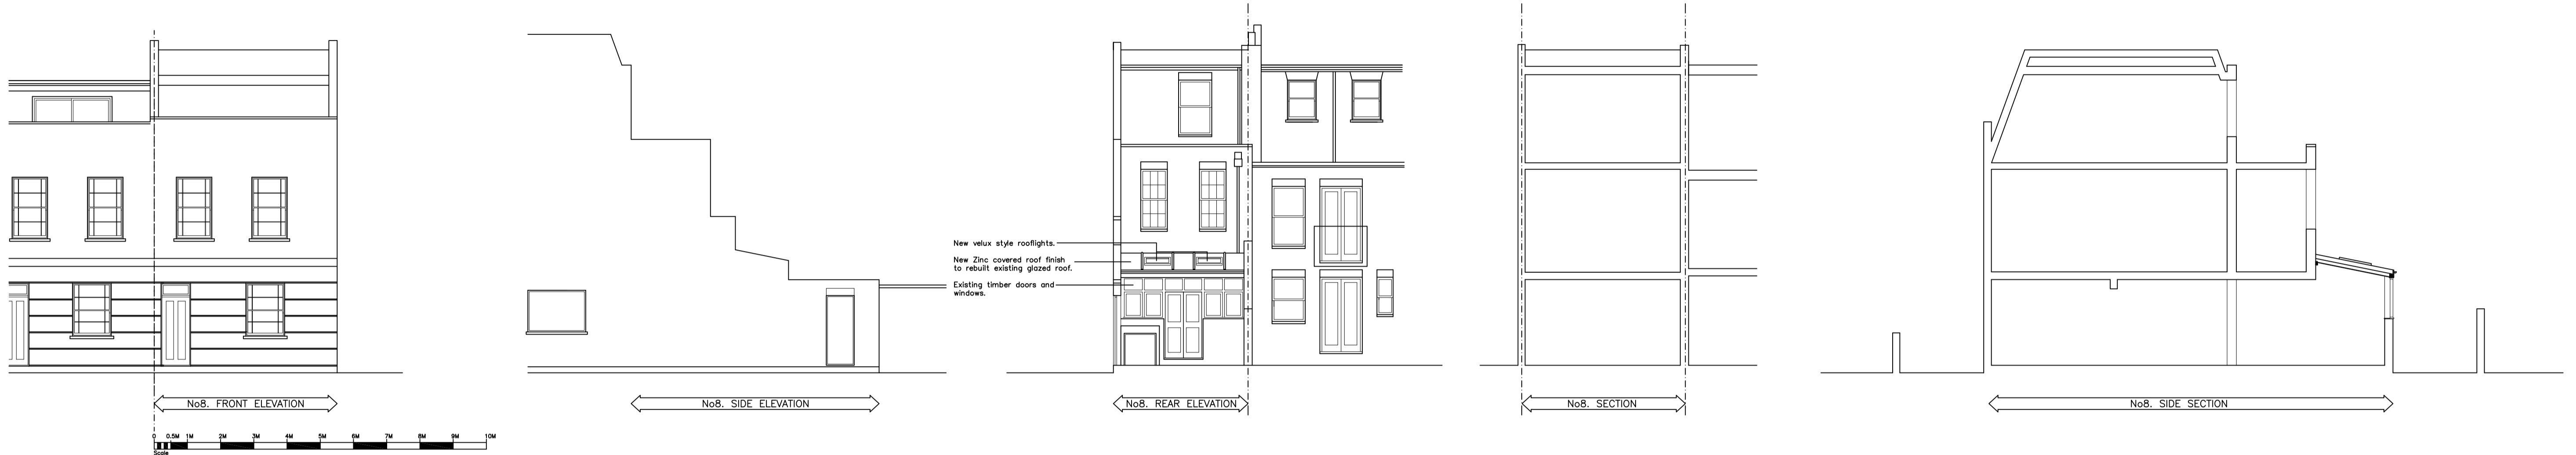 New velux style rooflights.
New Zinc covered roof finish
to rebuilt existing glazed roof.
Existing timber doors and
windows.
No8. FRONT ELEVATION
No8. SIDE ELEVATION
No8. REAR ELEVATION
No8. SECTION
No8. SIDE SECTION
0 0.5M 1M 2M 3M 4M 5M 6M 7M 8M 9M 10M
Scale